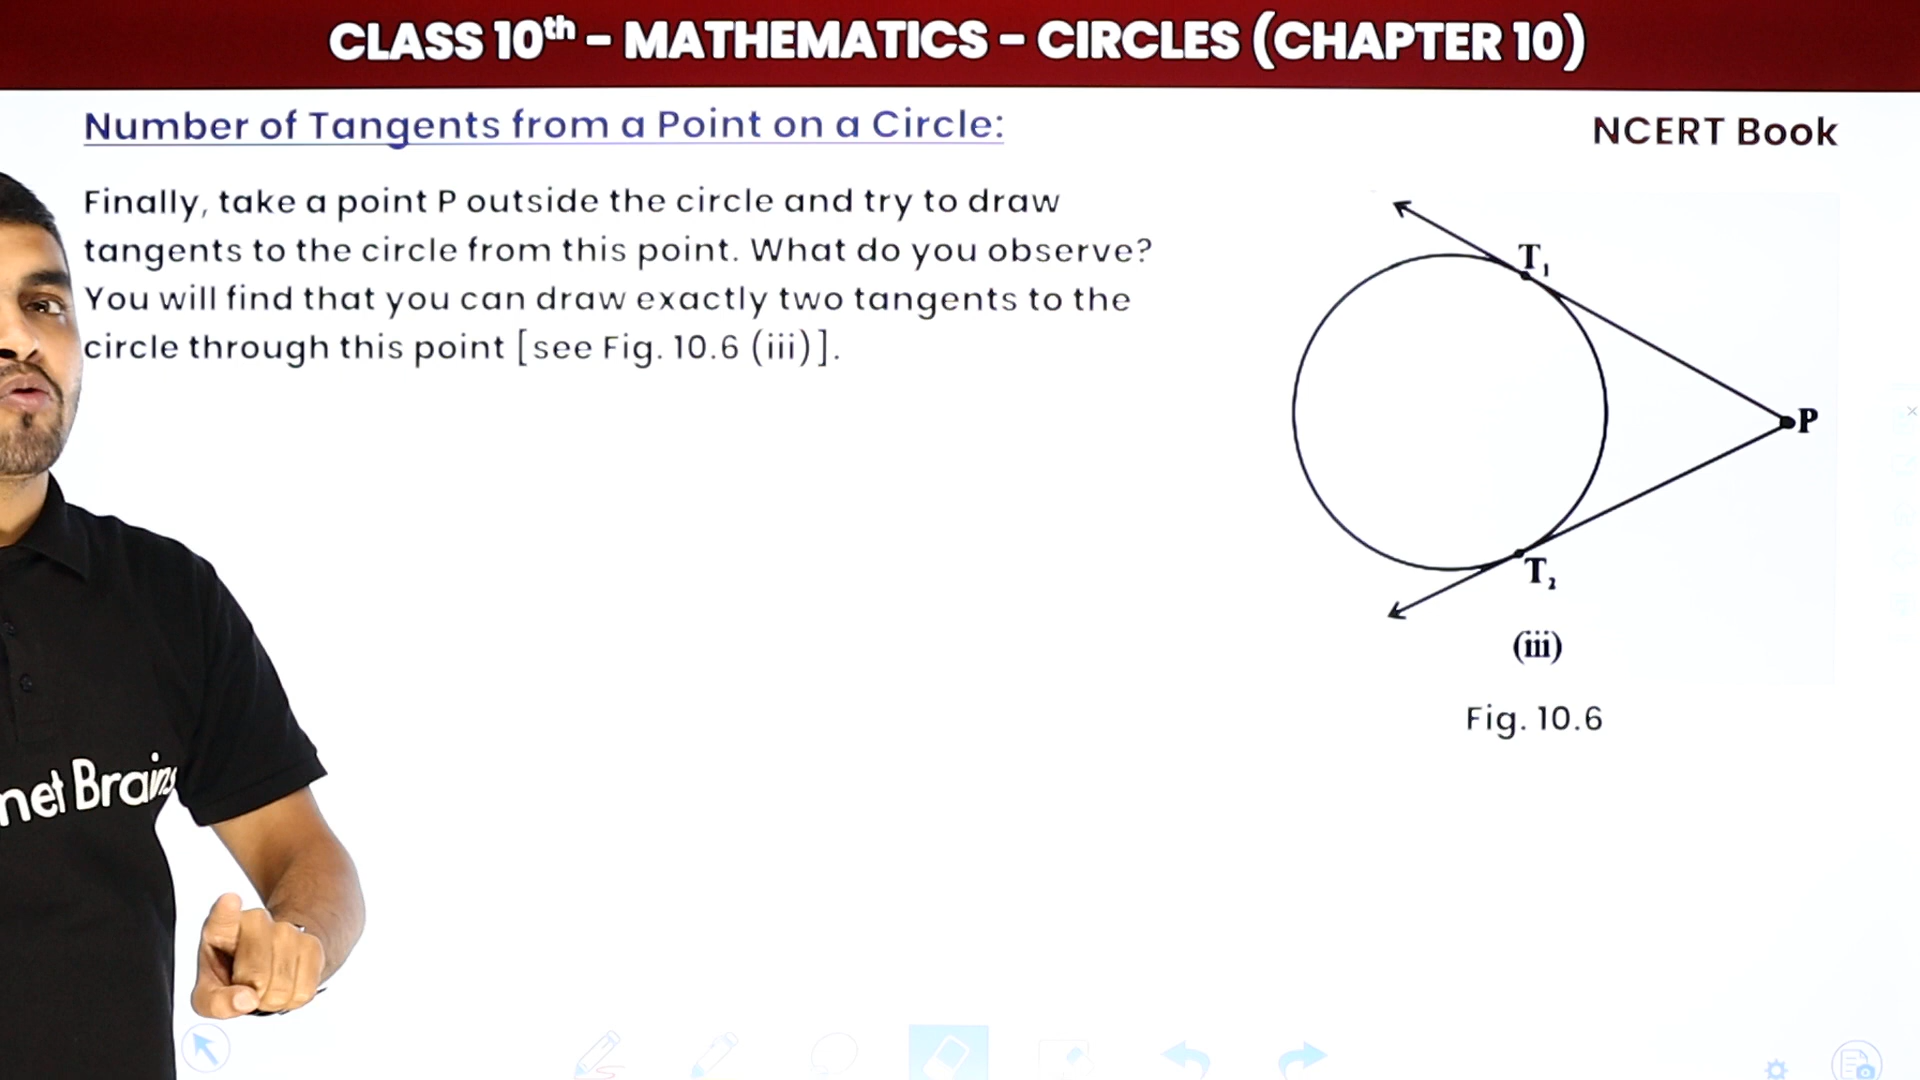 CLASS 10th - MATHEMATICS - CIRCLES (CHAPTER 10)
Number of Tangents from a Point on a Circle:
NCERT Book
Finally, take a point P outside the circle and try to draw
tangents to the circle from this point. What do you observe?
You will find that you can draw exactly two tangents to the
circle through this point [see Fig. 10.6 (iii)].
T₁
P
T₂
(iii)
Fig. 10.6
net Brains